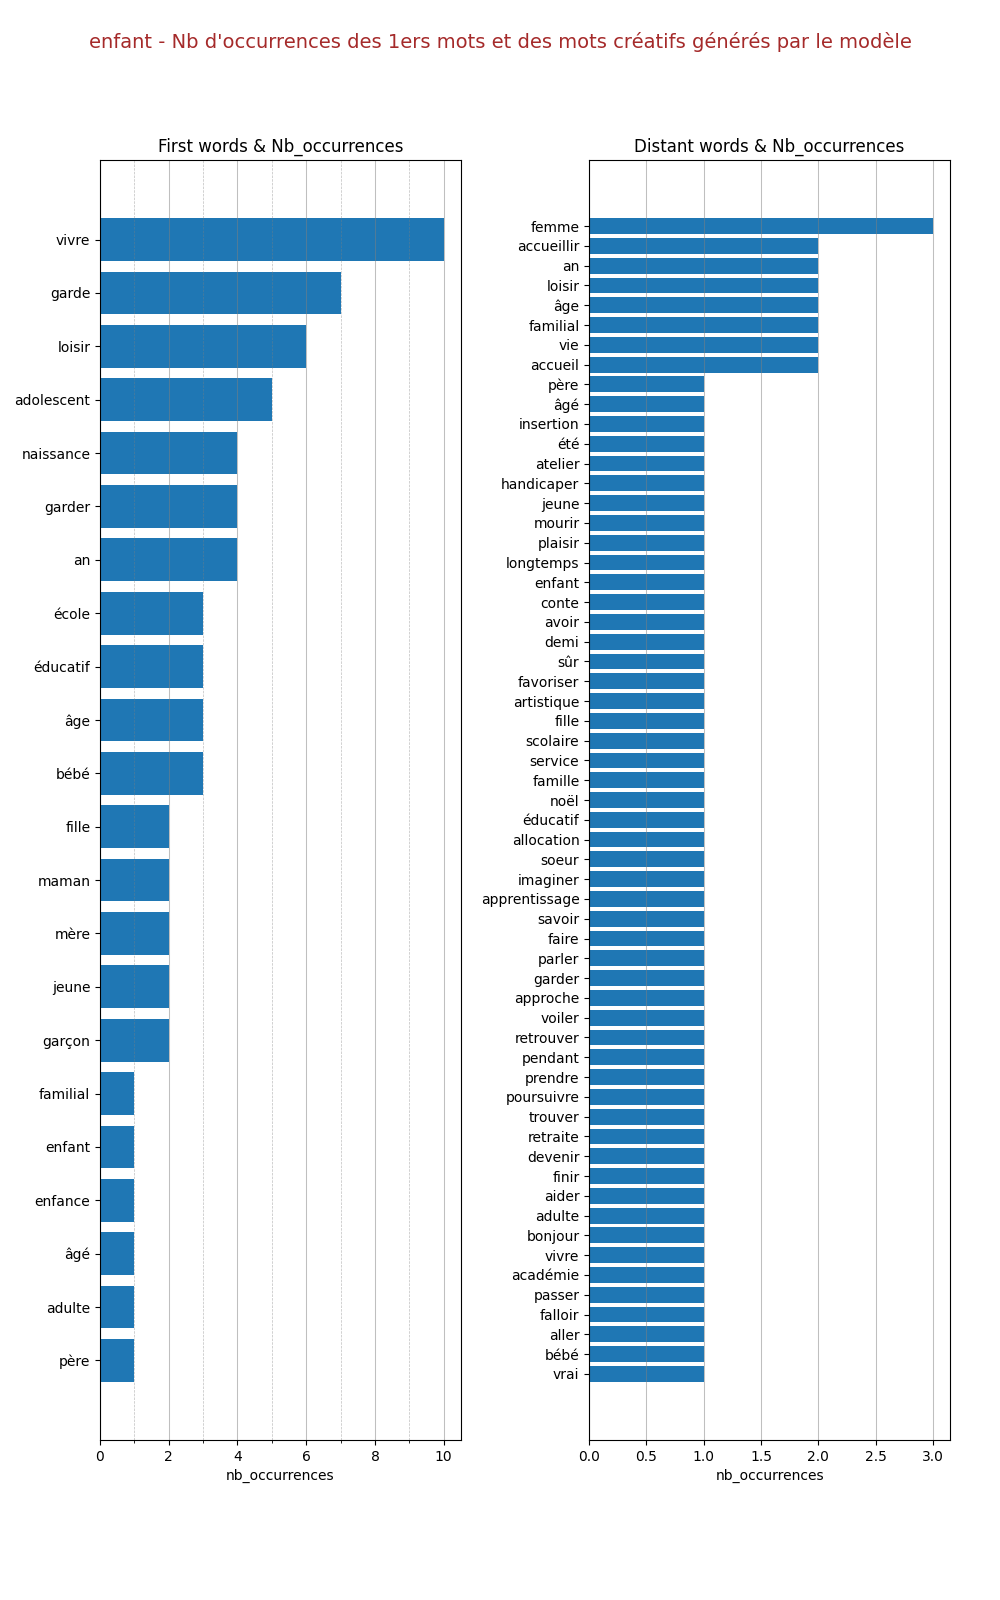 enfant - Nb d'occurrences des 1ers mots et des mots créatifs générés par le modèle
First words & Nb_occurrences
vivre
garde
loisir
adolescent
naissance
garder
an
école
éducatif
âge
bébé
fille
maman
mère
jeune
garçon
familial
enfant
enfance
âgé
adulte
père
0 2 4 6 8 10
nb_occurrences
Distant words & Nb_occurrences
femme
accueillir
an
loisir
âge
familial
vie
accueil
père
âgé
insertion
été
atelier
handicaper
jeune
mourir
plaisir
longtemps
enfant
conte
avoir
demi
sûr
favoriser
artistique
fille
scolaire
service
famille
noël
éducatif
allocation
soeur
imaginer
apprentissage
savoir
faire
parler
garder
approche
voiler
retrouver
pendant
prendre
poursuivre
trouver
retraite
devenir
finir
aider
adulte
bonjour
vivre
académie
passer
falloir
aller
bébé
vrai
0.0 0.5 1.0 1.5 2.0 2.5 3.0
nb_occurrences